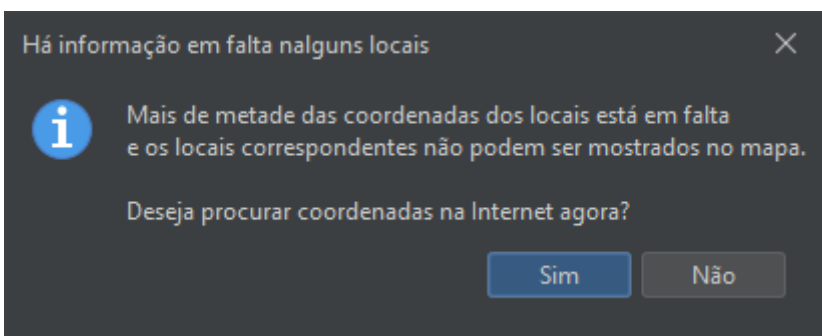 Há informação em falta nalguns locais
Mais de metade das coordenadas dos locais está em falta
e os locais correspondentes não podem ser mostrados no mapa.
Deseja procurar coordenadas na Internet agora?
Sim
Não